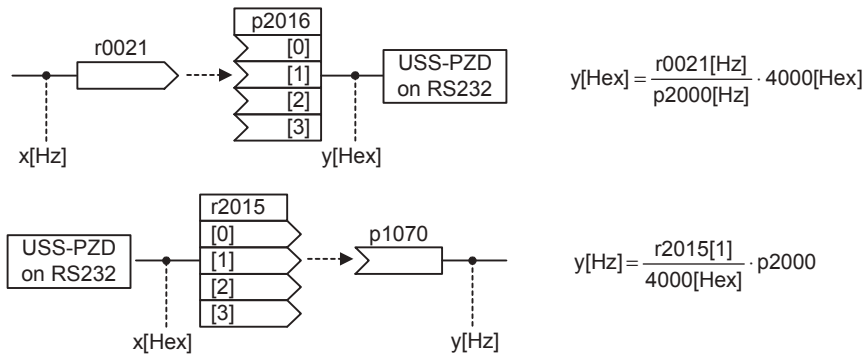 p2016
r0021
[0]
[1]
[2]
[3]
USS-PZD
on RS232
x[Hz]
y[Hex]
y[Hex] = r0021[Hz] / p2000[Hz] · 4000[Hex]
r2015
[0]
[1]
[2]
[3]
USS-PZD
on RS232
p1070
x[Hex]
y[Hz]
y[Hz] = r2015[1] / 4000[Hex] · p2000